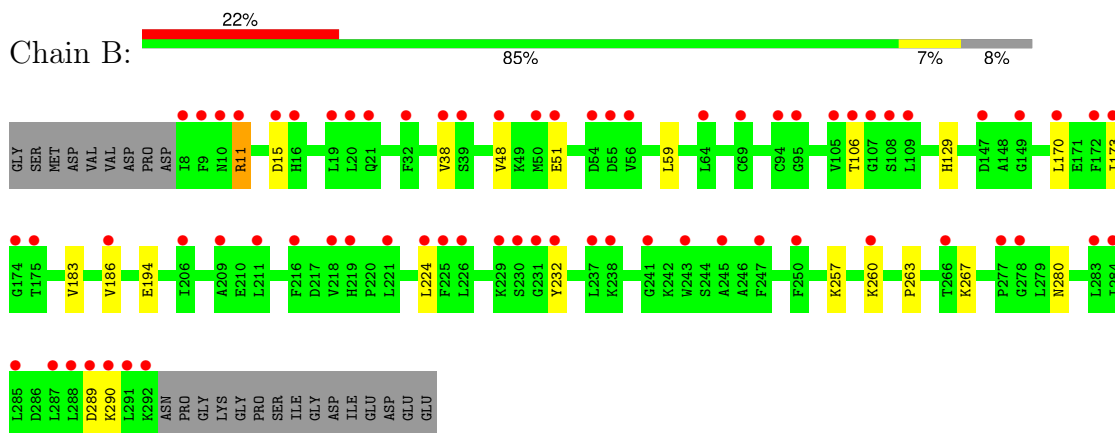 22%
Chain B:
85% 7% 8%
GLY SER MET ASP VAL VAL ASP PRO ASP I8 F9 N10 R11 D15 H16 L19 L20 Q21 F32 V38 S39 V48 K49 M50 E51 D54 D55 V56 L59 L64 C69 C94 G95 V105 T106 G107 S108 L109 H129 D147 A148 G149 L170 E171 F172 I173
G174 T175 V183 V186 E194 I206 A209 E210 L211 F216 D217 V218 H219 P220 L221 L224 F225 L226 K229 S230 G231 Y232 L237 K238 G241 K242 W243 S244 A245 A246 F247 F250 K257 K260 P263 T266 K267 P277 G278 L279 N280 L283 I284
L285 D286 L287 L288 D289 K290 L291 K292 ASN PRO GLY LYS GLY PRO SER ILE GLY ASP ILE GLU ASP GLU GLU